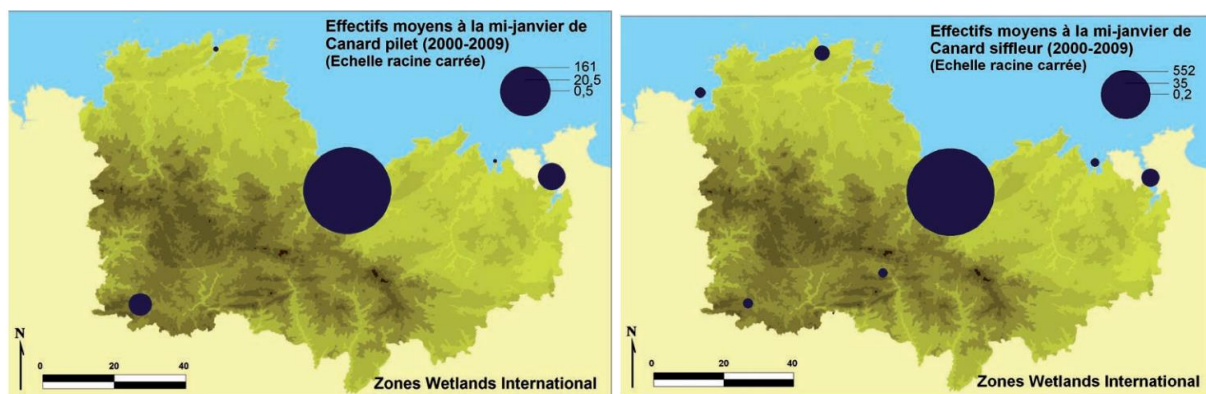 Effectifs moyens à la mi-janvier de
Canard pilet (2000-2009)
(Echelle racine carrée)
161
20,5
0,5
N
0 20 40
Zones Wetlands International
Effectifs moyens à la mi-janvier de
Canard siffleur (2000-2009)
(Echelle racine carrée)
552
35
0,2
N
0 20 40
Zones Wetlands International